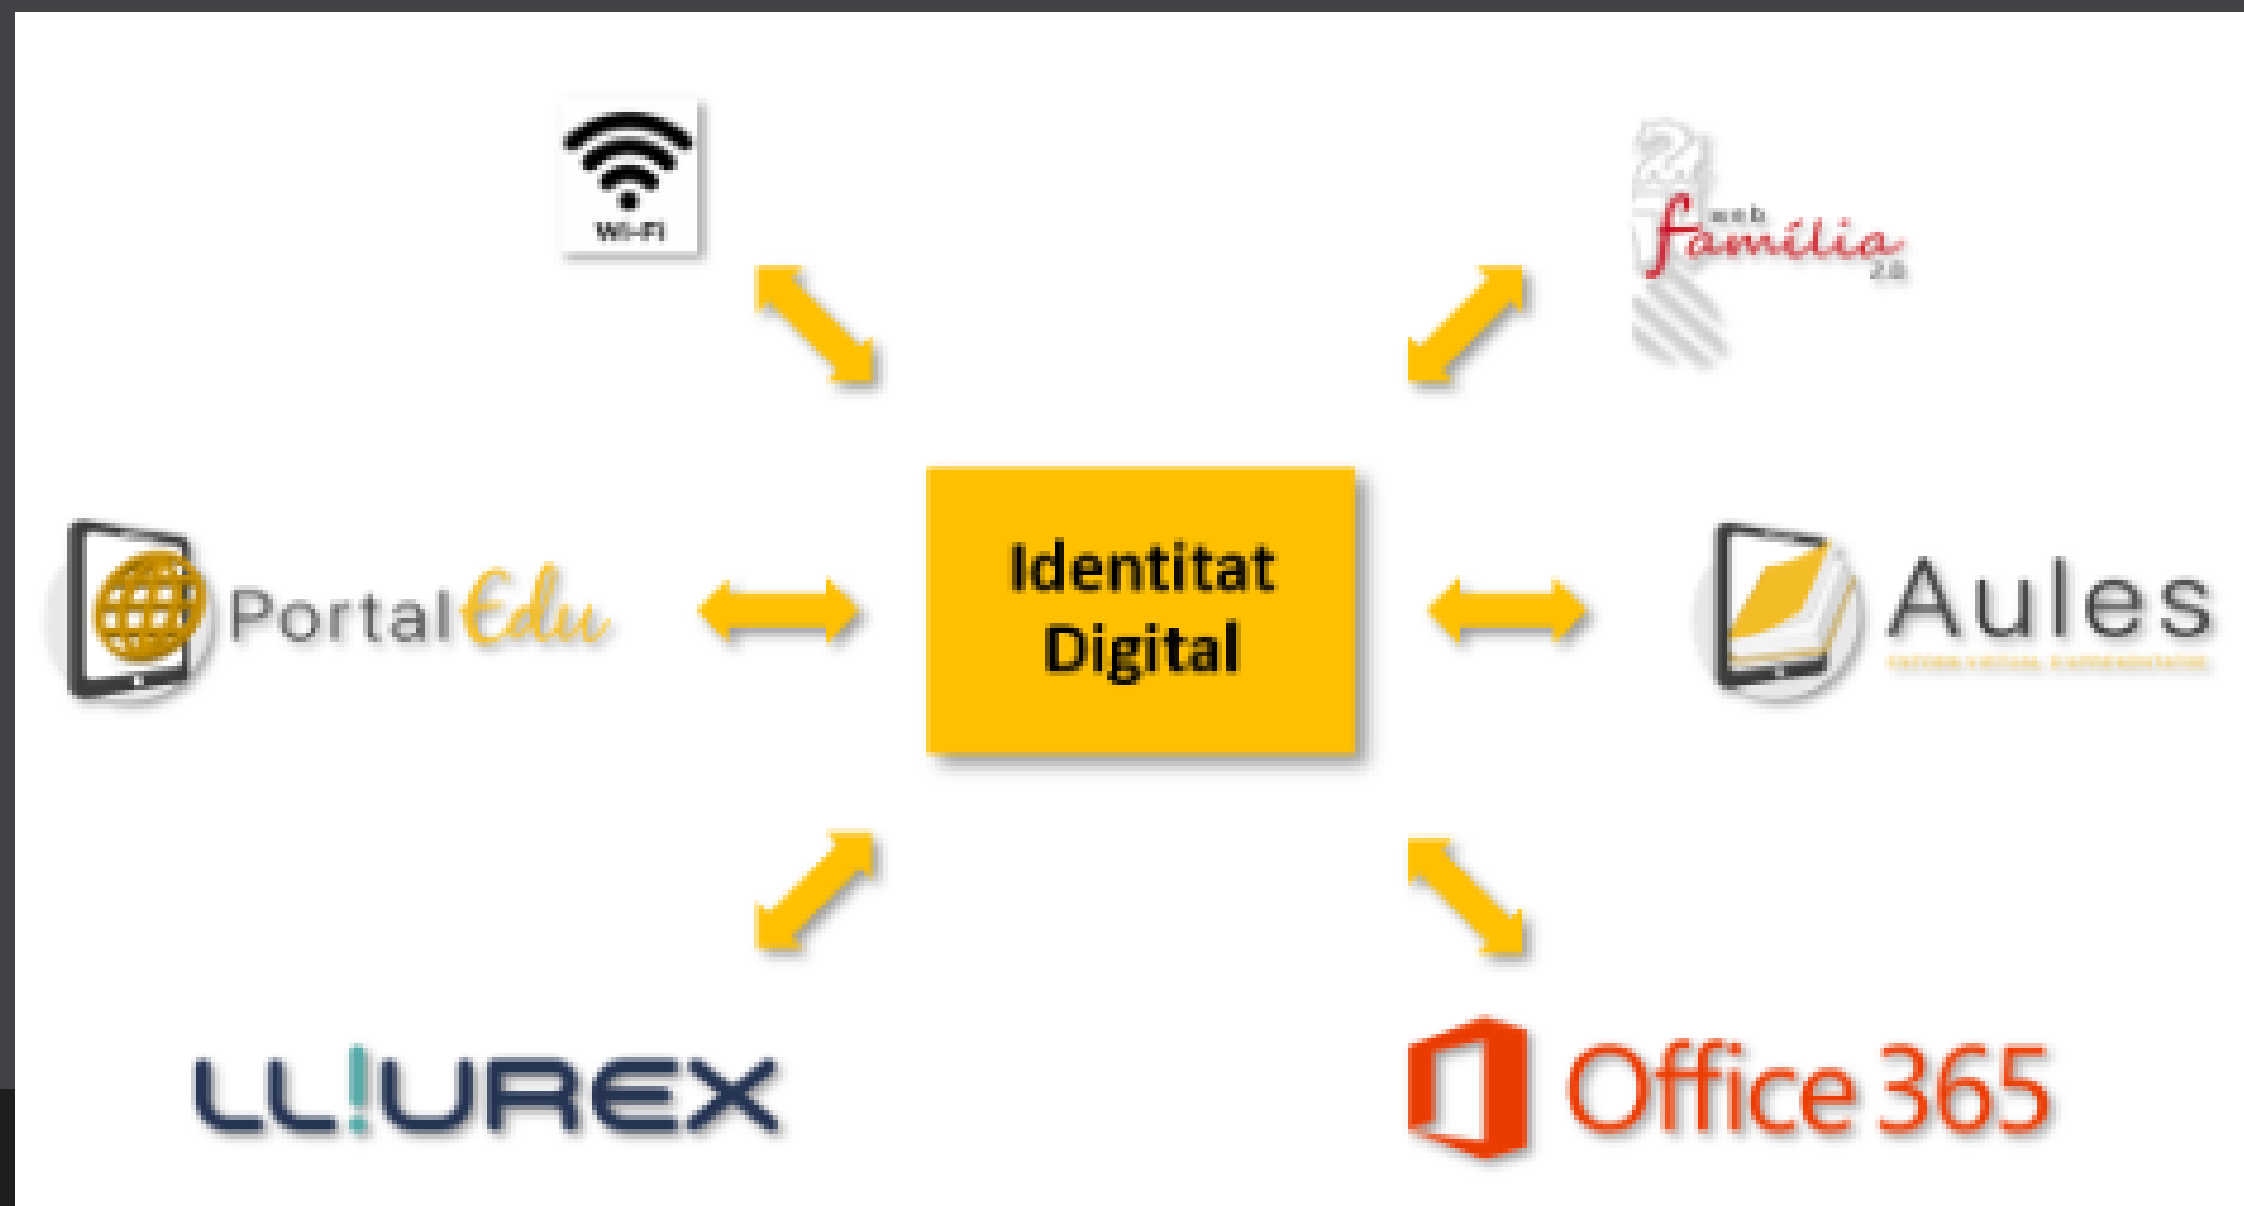 Wi-Fi
web
família
2.0
PortalEdu
Identitat
Digital
Aules
LLIUREX
Office 365